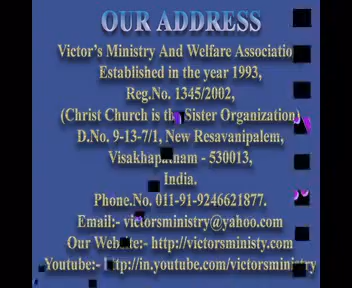 OUR ADDRESS
Victor's Ministry And Welfare Association
Established in the year 1993,
Reg.No. 1345/2002,
(Christ Church is the Sister Organization)
D.No. 9-13-7/1, New Resavanipalem,
Visakhapatnam - 530013,
India.
Phone.No. 011-91-9246621877.
Email:- victorsministry@yahoo.com
Our Website:- http://victorsministy.com
Youtube:- http://in.youtube.com/victorsministry